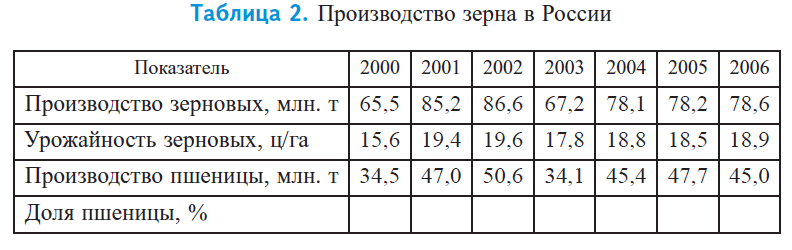 Таблица 2. Производство зерна в России
Показатель 2000 2001 2002 2003 2004 2005 2006
Производство зерновых, млн. т 65,5 85,2 86,6 67,2 78,1 78,2 78,6
Урожайность зерновых, ц/га 15,6 19,4 19,6 17,8 18,8 18,5 18,9
Производство пшеницы, млн. т 34,5 47,0 50,6 34,1 45,4 47,7 45,0
Доля пшеницы, %